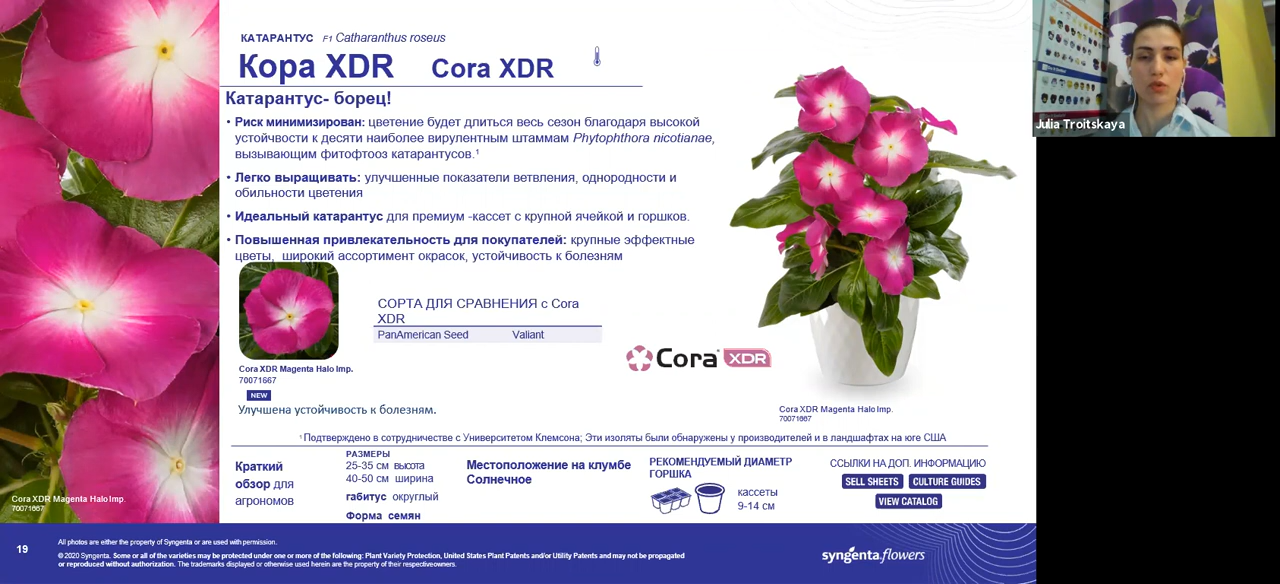 КАТАРАНТУС F1 Catharanthus roseus
Кора XDR Cora XDR
Катарантус- борец!
• Риск минимизирован: цветение будет длиться весь сезон благодаря высокой
устойчвости к десяти наиболее вирулентным штаммам Phytophthora nicotianae,
вызывающим фитофтооз катарантусов.¹
• Легко выращивать: улучшенные показатели ветвления, однородности и
обильности цветения
• Идеальный катарантус для премиум -кассет с крупной ячейкой и горшков.
• Повышенная привлекательность для покупателей: крупные эффектные
цветы, широкий ассортимент окрасок, устойчивость к болезням
СОРТА ДЛЯ СРАВНЕНИЯ с Cora
XDR
PanAmerican Seed Valiant
Cora XDR
Cora XDR Magenta Halo Imp.
70071667
NEW
Улучшена устойчивость к болезням.
Cora XDR Magenta Halo Imp.
70071667
¹ Подтверждено в сотрудничестве с Университетом Клемсона; Эти изоляты были обнаружены у производителей и в ландшафтах на юге США
Краткий
обзор для
агрономов
РАЗМЕРЫ
25-35 см высота
40-50 см ширина
габитус округлый
Форма семян
Местоположение на клумбе
Солнечное
РЕКОМЕНДУЕМЫЙ ДИАМЕТР
ГОРШКА
кассеты
9-14 см
ССЫЛКИ НА ДОП. ИНФОРМАЦИЮ
SELL SHEETS CULTURE GUIDES
VIEW CATALOG
Cora XDR Magenta Halo Imp.
70071667
19
All photos are either the property of Syngenta or are used with permission.
© 2020 Syngenta. Some or all of the varieties may be protected under one or more of the following: Plant Variety Protection, United States Plant Patents and/or Utility Patents and may not be propagated
or reproduced without authorization. The trademarks displayed or otherwise used herein are the property of their respectiveowners.
syngenta.flowers
Julia Troitskaya